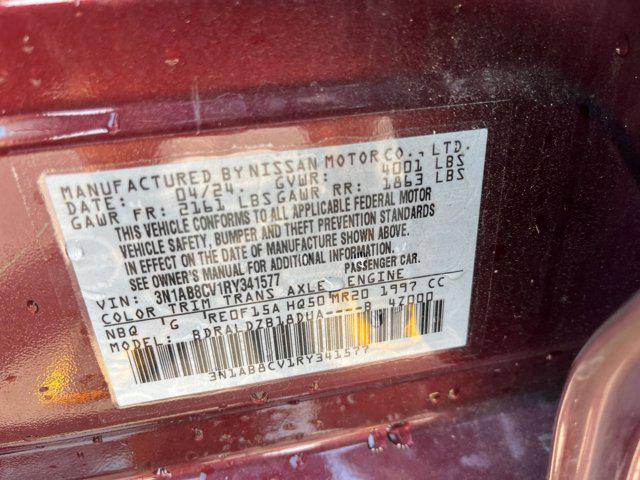 MANUFACTURED BY NISSAN MOTOR CO., LTD.
DATE: 04/24 GVWR: 4001 LBS
GAWR FR: 2161 LBS GAWR RR: 1863 LBS
THIS VEHICLE CONFORMS TO ALL APPLICABLE FEDERAL MOTOR
VEHICLE SAFETY, BUMPER AND THEFT PREVENTION STANDARDS
IN EFFECT ON THE DATE OF MANUFACTURE SHOWN ABOVE.
SEE OWNER'S MANUAL FOR ADDITIONAL INFORMATION.
VIN: 3N1AB8CV1RY341577 PASSENGER CAR.
COLOR TRIM TRANS AXLE ENGINE
NBQ G RE0F15A HQ50 MR20 1997 CC
MODEL: BDRALDZB18DHA----B 4Z000
3N1AB8CV1RY341577